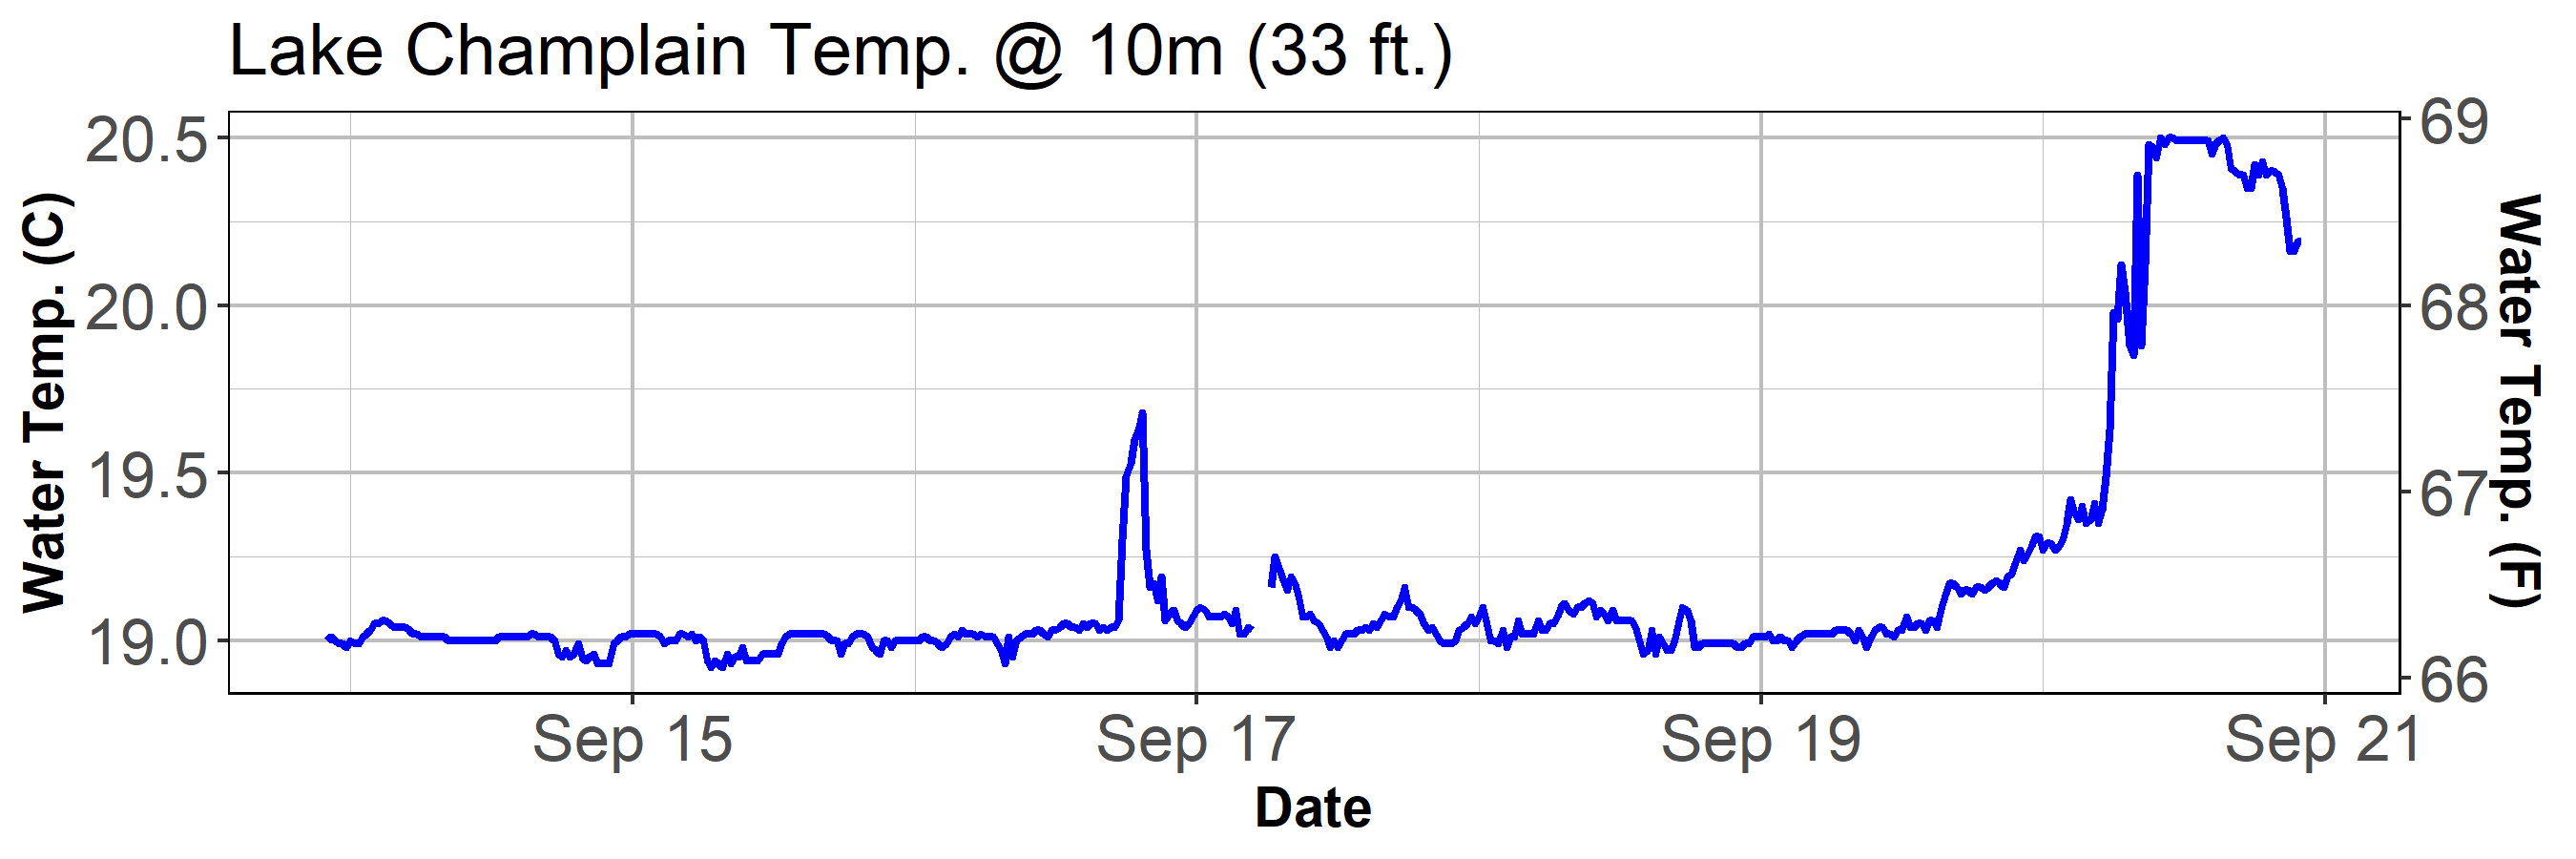 Lake Champlain Temp. @ 10m (33 ft.)
Water Temp. (C)
20.5
20.0
19.5
19.0
69
68
67
66
Water Temp. (F)
Sep 15
Sep 17
Sep 19
Sep 21
Date